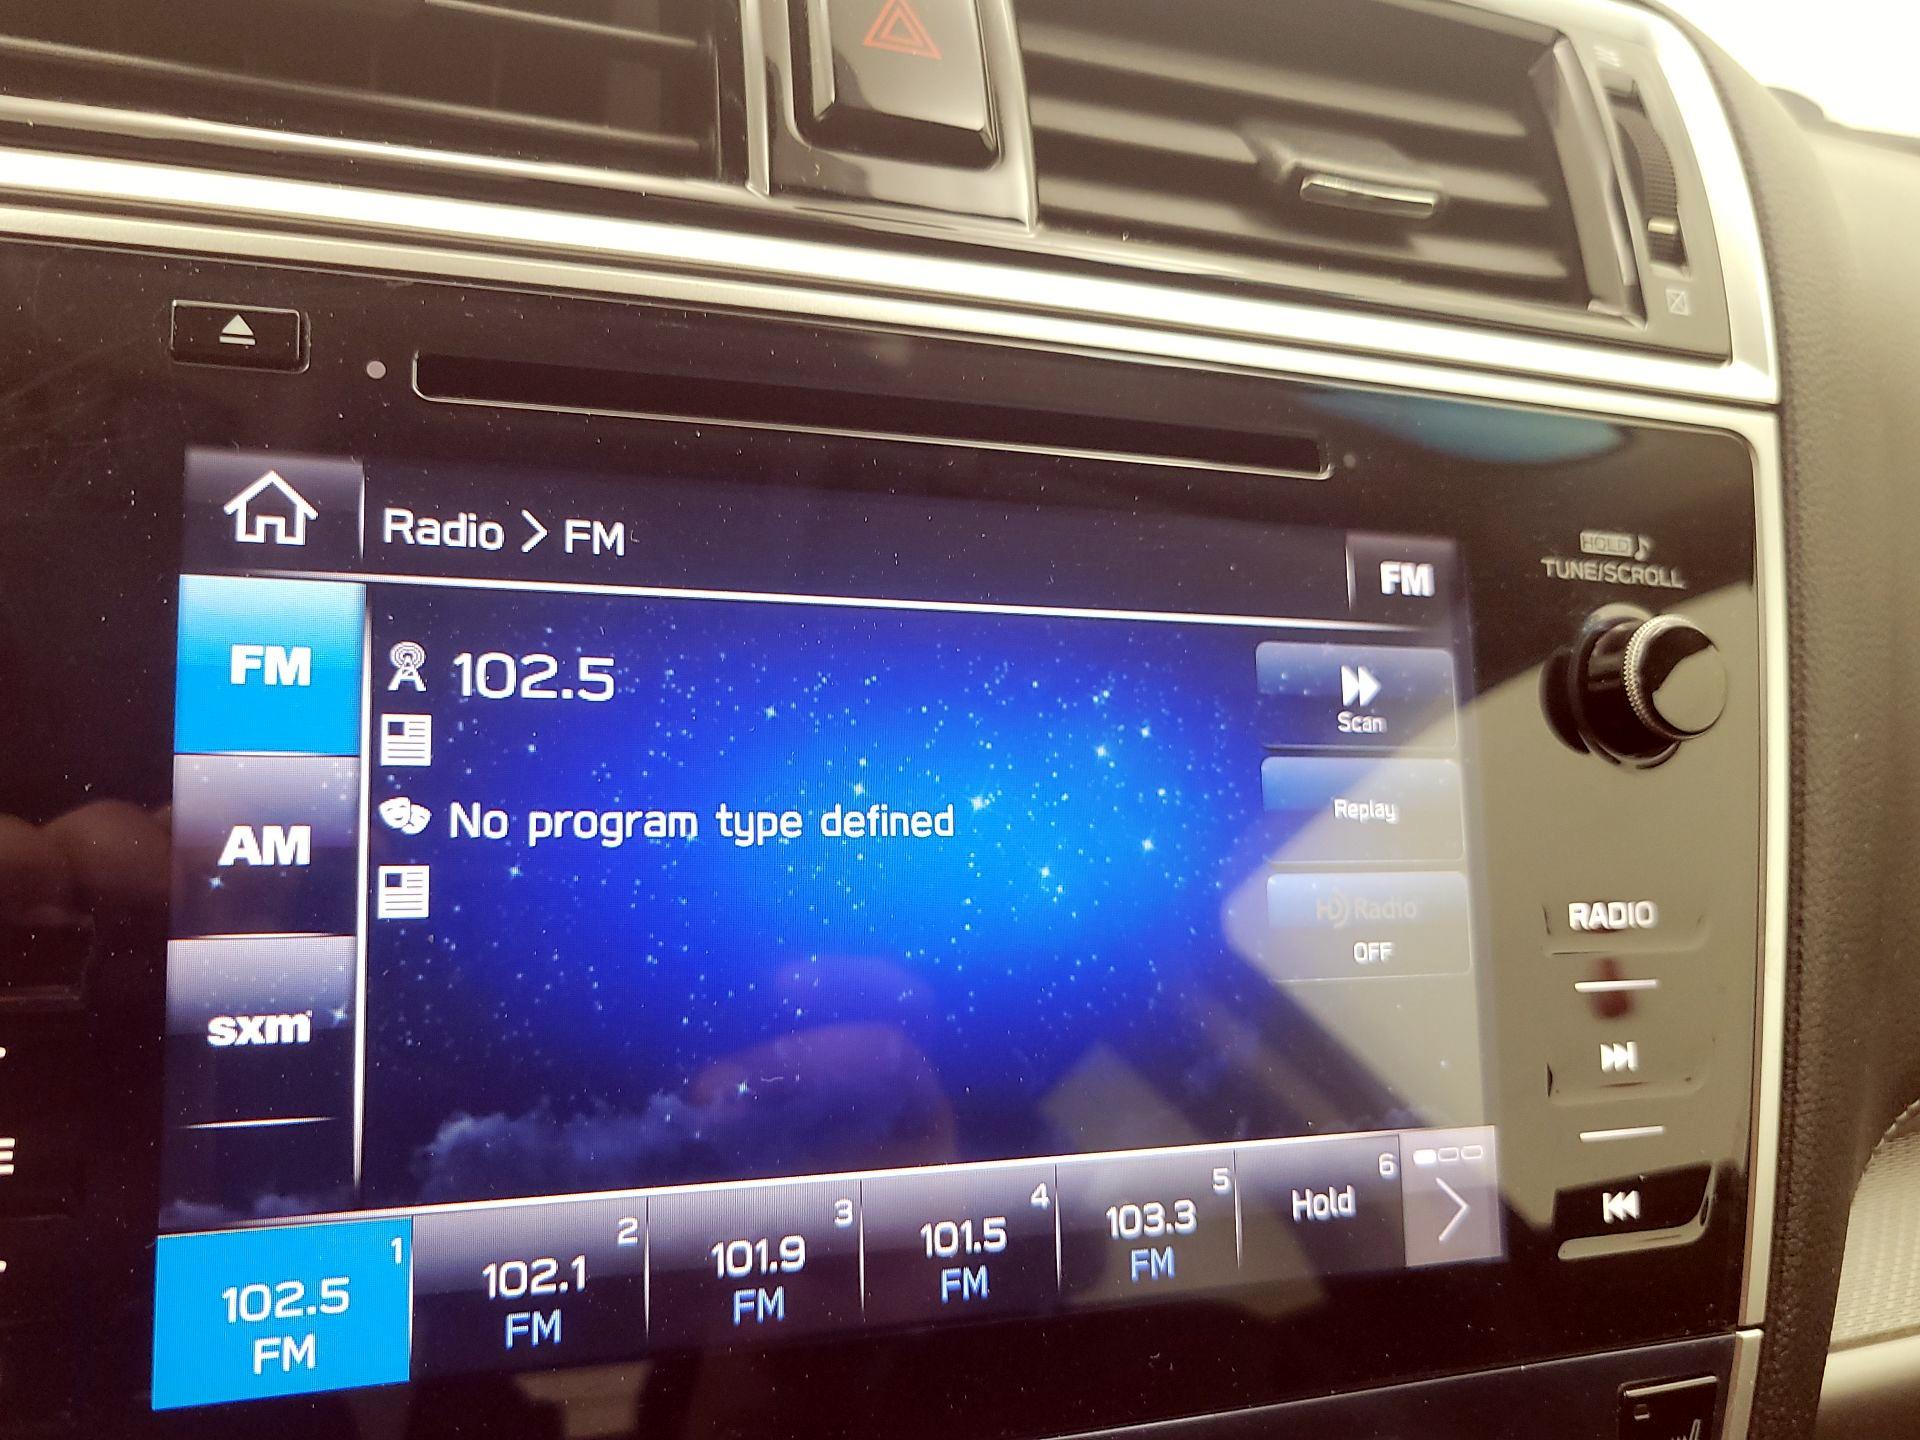 Radio > FM
FM
HOLD
TUNE/SCROLL
FM
102.5
Scan
AM
No program type defined
Replay
HD Radio
OFF
RADIO
sxm
1
102.5
FM
2
102.1
FM
3
101.9
FM
4
101.5
FM
5
103.3
FM
6
Hold